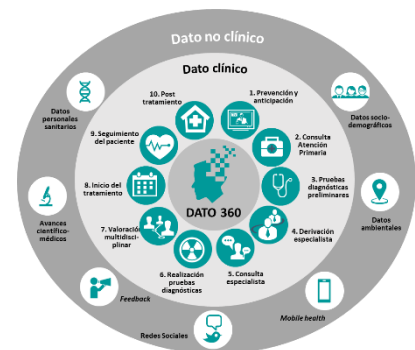 Dato no clínico
Dato clínico
10. Post
tratamiento
1. Prevención y
anticipación
Datos
personales
sanitarios
Datos socio-
demográficos
9. Seguimiento
del paciente
2. Consulta
Atención
Primaria
8. Inicio del
tratamiento
DATO 360
3. Pruebas
diagnósticas
preliminares
Avances
científico-
médicos
Datos
ambientales
7. Valoración
multidisci-
plinar
4. Derivación
especialista
6. Realización
pruebas
diagnósticas
5. Consulta
especialista
Feedback
Mobile health
Redes Sociales